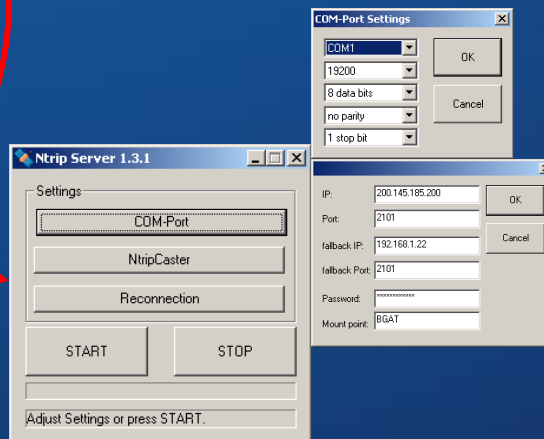 COM-Port Settings
COM1
19200
8 data bits
no parity
1 stop bit
OK
Cancel
Ntrip Server 1.3.1
Settings
COM-Port
NtripCaster
Reconnection
START
STOP
Adjust Settings or press START.
IP: 200.145.185.200
Port: 2101
fallback IP: 192.168.1.22
fallback Port: 2101
Password: ************
Mount point: BGAT
OK
Cancel